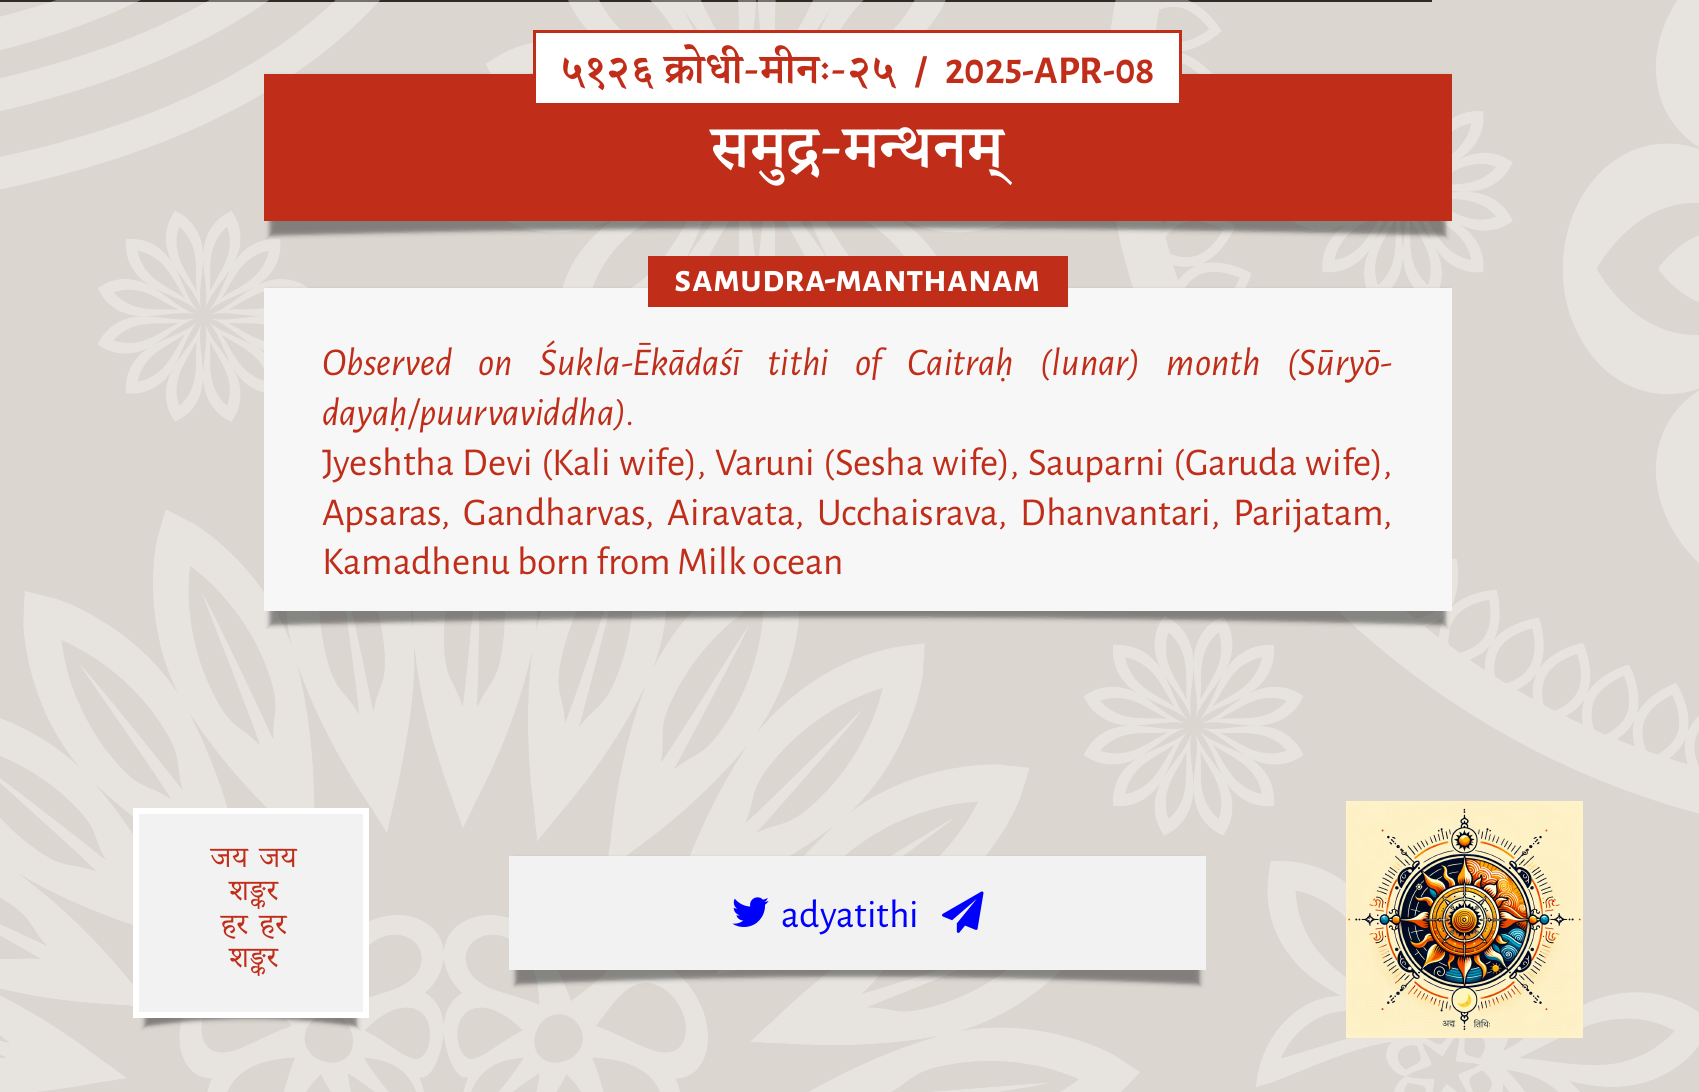 ५१२६ क्रोधी-मीनः-२५ / 2025-APR-08
समुद्र-मन्थनम्
SAMUDRA-MANTHANAM
Observed on Śukla-Ēkādaśī tithi of Caitraḥ (lunar) month (Sūryō-
dayaḥ/puurvaviddha).
Jyeshtha Devi (Kali wife), Varuni (Sesha wife), Sauparni (Garuda wife),
Apsaras, Gandharvas, Airavata, Ucchaisrava, Dhanvantari, Parijatam,
Kamadhenu born from Milk ocean
जय जय
शङ्कर
हर हर
शङ्कर
adyatithi
अद्य तिथिः